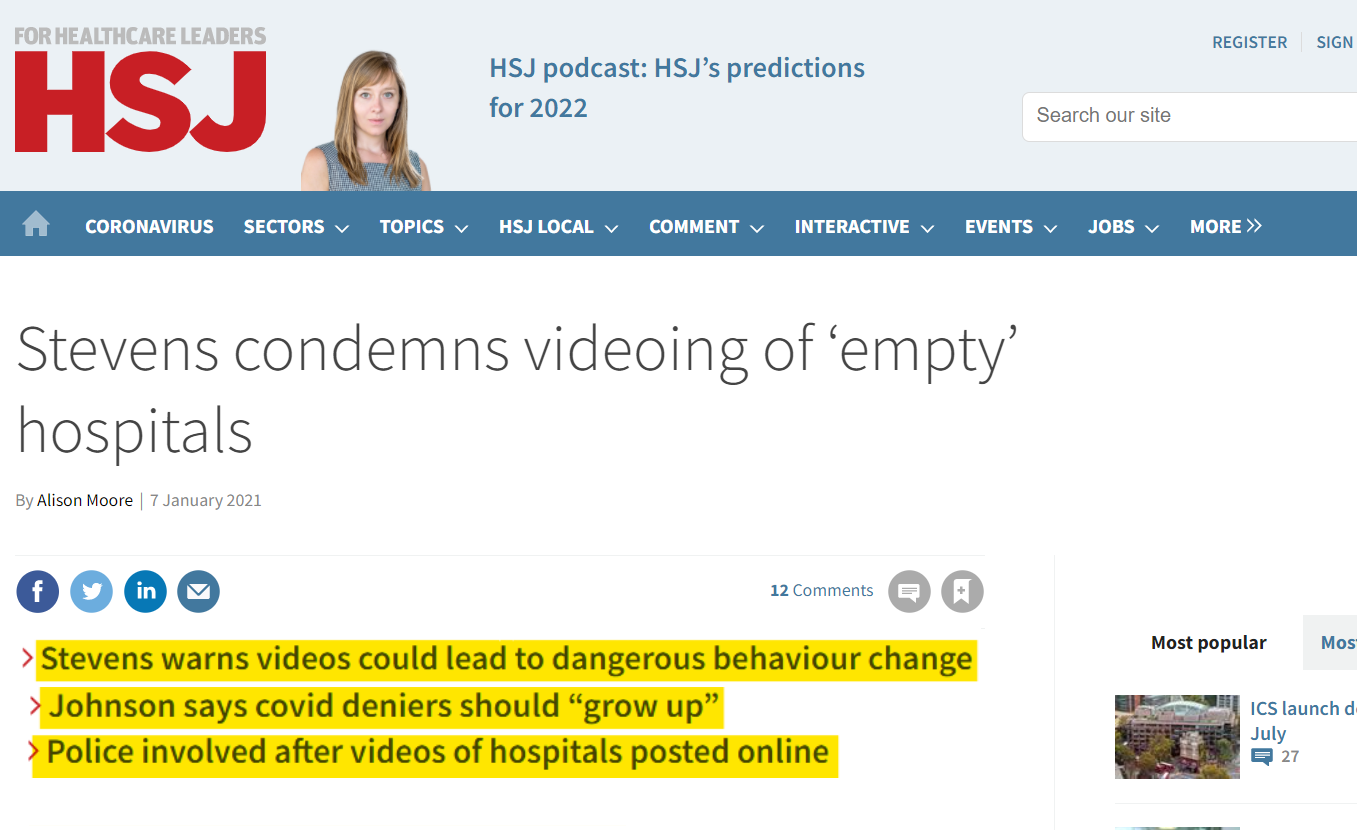 FOR HEALTHCARE LEADERS
HSJ
HSJ podcast: HSJ’s predictions
for 2022
REGISTER
SIGN
Search our site
CORONAVIRUS SECTORS TOPICS HSJ LOCAL COMMENT INTERACTIVE EVENTS JOBS MORE
Stevens condemns videoing of ‘empty’
hospitals
By Alison Moore | 7 January 2021
f in
12 Comments
Stevens warns videos could lead to dangerous behaviour change
Johnson says covid deniers should “grow up”
Police involved after videos of hospitals posted online
Most popular
ICS launch
July
27